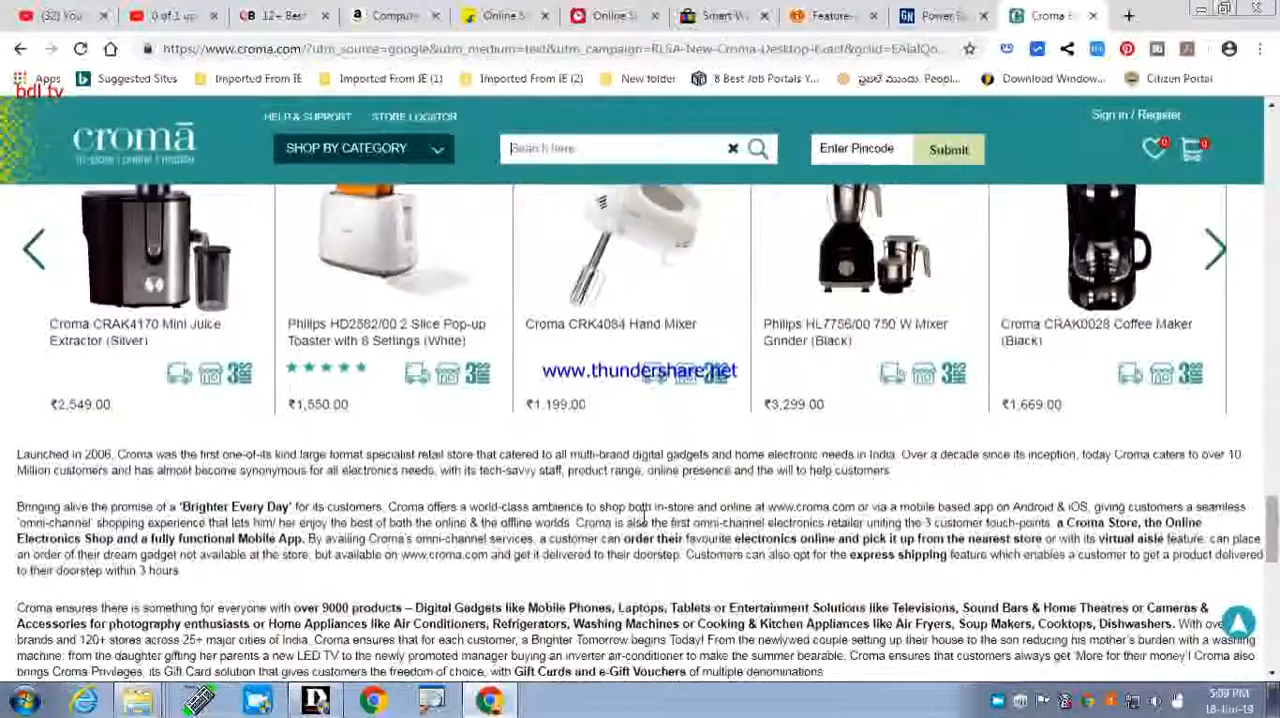 (32) You
0 of 1 up
12+ Best
Compute
Online S
Online S
Smart W
Feature-
Power B
Croma E
https://www.croma.com/?utm_source=google&utm_medium=text&utm_campaign=RLSA-New-Croma-Desktop-Exact&gclid=EAIaIQo...
Apps
Suggested Sites
Imported From IE
Imported From IE (1)
Imported From IE (2)
New folder
8 Best Job Portals Y...
Download Window...
Citizen Portal
bdl tv
HELP & SUPPORT
STORE LOCATOR
Sign in / Register
cromā
in-store | online | mobile
SHOP BY CATEGORY
Search here
Enter Pincode
Submit
0
0
Croma CRAK4170 Mini Juice
Extractor (Silver)
₹2,549.00
Philips HD2582/00 2 Slice Pop-up
Toaster with 8 Settings (White)
₹1,550.00
Croma CRK4084 Hand Mixer
₹1,199.00
Philips HL7756/00 750 W Mixer
Grinder (Black)
₹3,299.00
Croma CRAK0028 Coffee Maker
(Black)
₹1,669.00
www.thundershare.net
Launched in 2006, Croma was the first one-of-its kind large format specialist retail store that catered to all multi-brand digital gadgets and home electronic needs in India. Over a decade since its inception, today Croma caters to over 10
Million customers and has almost become synonymous for all electronics needs, with its tech-savvy staff, product range, online presence and the will to help customers
Bringing alive the promise of a 'Brighter Every Day' for its customers, Croma offers a world-class ambience to shop both in-store and online at www.croma.com or via a mobile based app on Android & iOS, giving customers a seamless
'omni-channel' shopping experience that lets him/ her enjoy the best of both the online & the offline worlds. Croma is also the first omni-channel electronics retailer uniting the 3 customer touch-points, a Croma Store, the Online
Electronics Shop and a fully functional Mobile App. By availing Croma's omni-channel services, a customer can order their favourite electronics online and pick it up from the nearest store or with its virtual aisle feature, can place
an order of their dream gadget not available at the store, but available on www.croma.com and get it delivered to their doorstep. Customers can also opt for the express shipping feature which enables a customer to get a product delivered
to their doorstep within 3 hours
Croma ensures there is something for everyone with over 9000 products – Digital Gadgets like Mobile Phones, Laptops, Tablets or Entertainment Solutions like Televisions, Sound Bars & Home Theatres or Cameras &
Accessories for photography enthusiasts or Home Appliances like Air Conditioners, Refrigerators, Washing Machines or Cooking & Kitchen Appliances like Air Fryers, Soup Makers, Cooktops, Dishwashers. With over
brands and 120+ stores across 25+ major cities of India, Croma ensures that for each customer, a Brighter Tomorrow begins Today! From the newlywed couple setting up their house to the son reducing his mother's burden with a washing
machine; from the daughter gifting her parents a new LED TV to the newly promoted manager buying an inverter air-conditioner to make the summer bearable, Croma ensures that customers always get 'More for their money'! Croma also
brings Croma Privileges, its Gift Card solution that gives customers the freedom of choice, with Gift Cards and e-Gift Vouchers of multiple denominations
5:09 PM
18-Jun-19